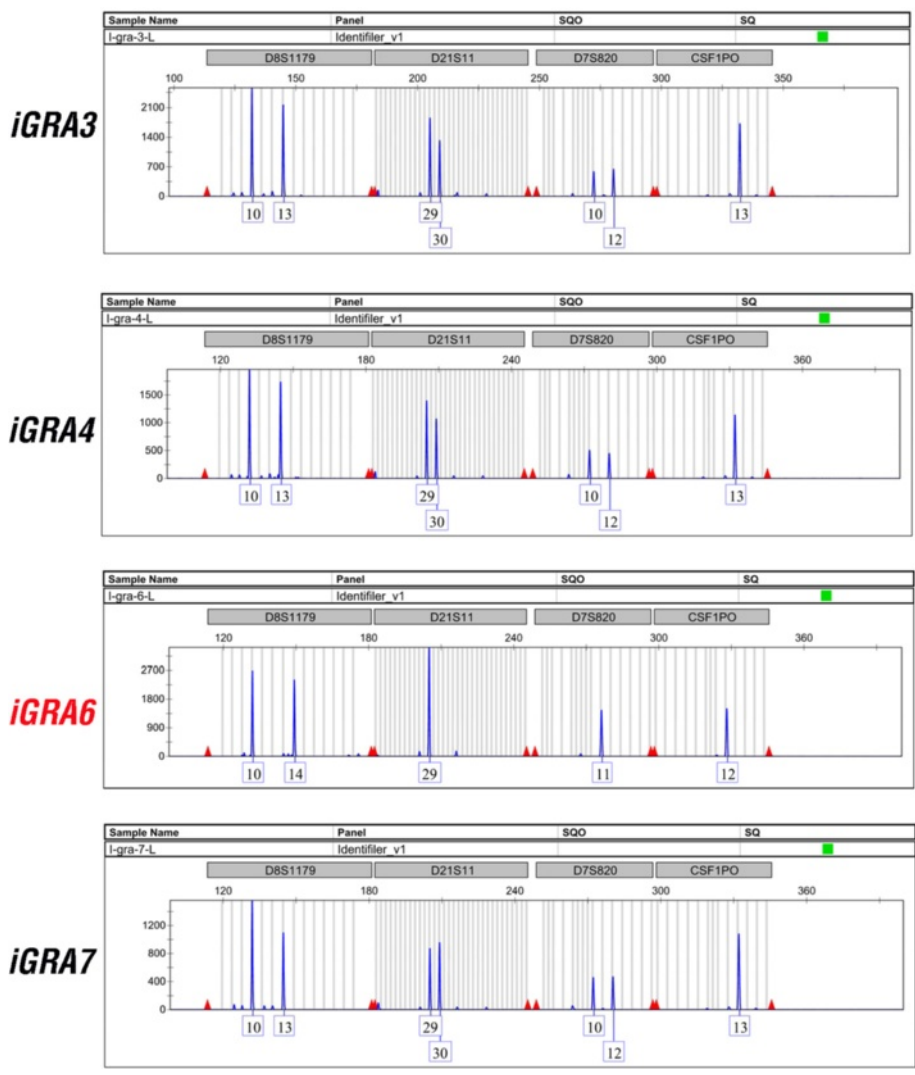 Sample Name Panel SQO SQ
I-gra-3-L Identifiler_v1
D8S1179 D21S11 D7S820 CSF1PO
100 150 200 250 300 350
iGRA3
2100
1400
700
0
10 13 29 10 13
30 12
Sample Name Panel SQO SQ
I-gra-4-L Identifiler_v1
D8S1179 D21S11 D7S820 CSF1PO
120 180 240 300 360
iGRA4
1500
1000
500
0
10 13 29 10 13
30 12
Sample Name Panel SQO SQ
I-gra-6-L Identifiler_v1
D8S1179 D21S11 D7S820 CSF1PO
120 180 240 300 360
iGRA6
2700
1800
900
0
10 14 29 11 12
Sample Name Panel SQO SQ
I-gra-7-L Identifiler_v1
D8S1179 D21S11 D7S820 CSF1PO
120 180 240 300 360
iGRA7
1200
800
400
0
10 13 29 10 13
30 12